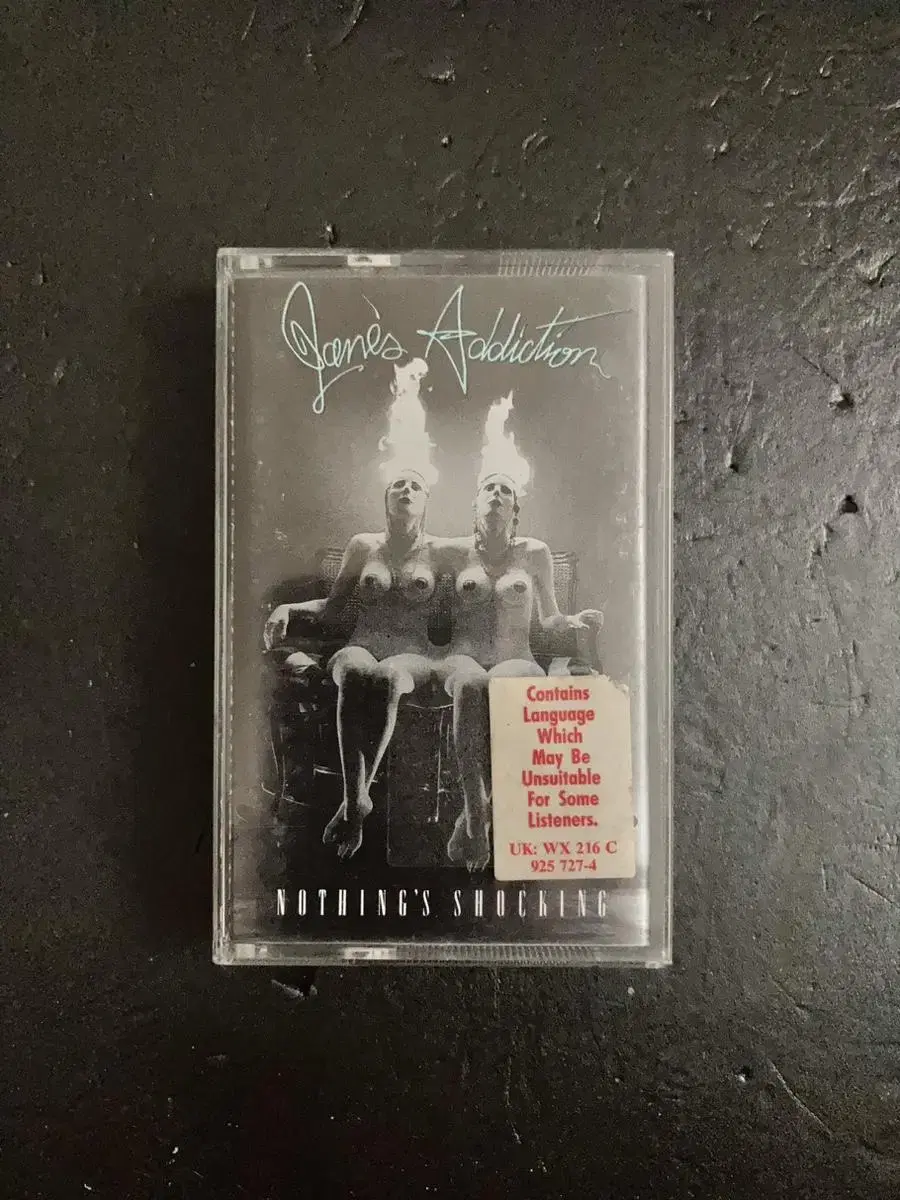 Jane's Addiction
Contains
Language
Which
May Be
Unsuitable
For Some
Listeners.
UK: WX 216 C
925 727-4
NOTHING'S SHOCKING